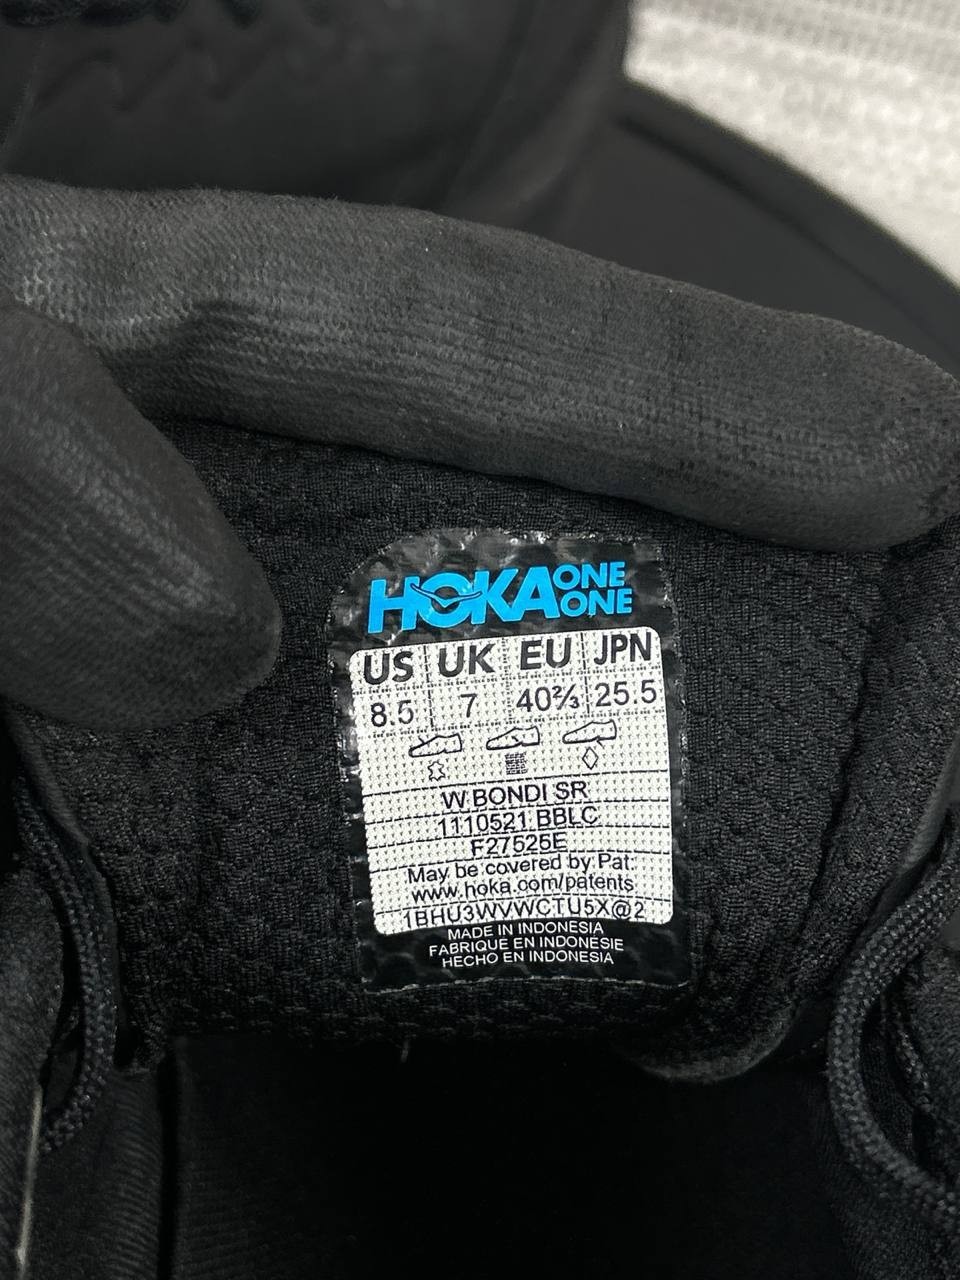 HOKA ONE ONE
US UK EU JPN
8.5 7 40⅔ 25.5
W BONDI SR
1110521 BBLC
F27525E
May be covered by Pat:
www.hoka.com/patents
1BHU3WVWCTU5X@2
MADE IN INDONESIA
FABRIQUE EN INDONESIE
HECHO EN INDONESIA